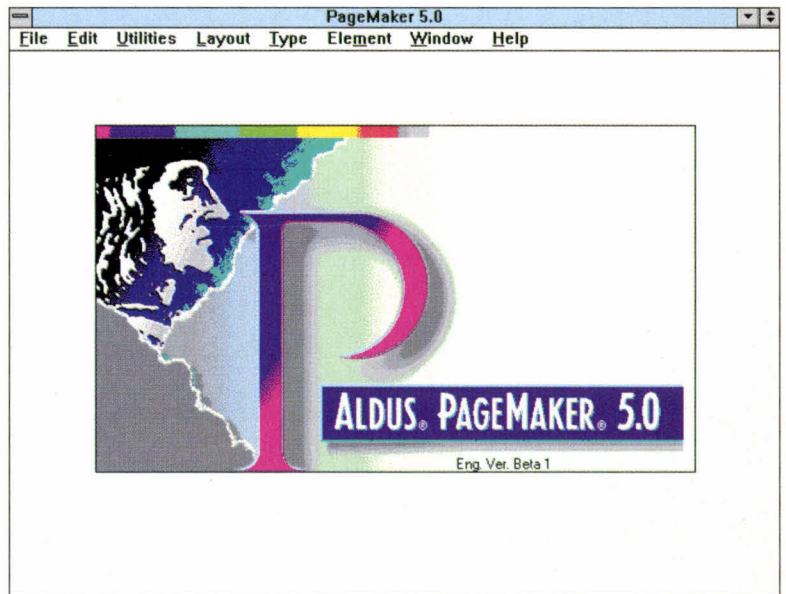 PageMaker 5.0
File Edit Utilities Layout Type Element Window Help
P
ALDUS® PAGEMAKER® 5.0
Eng. Ver. Beta 1